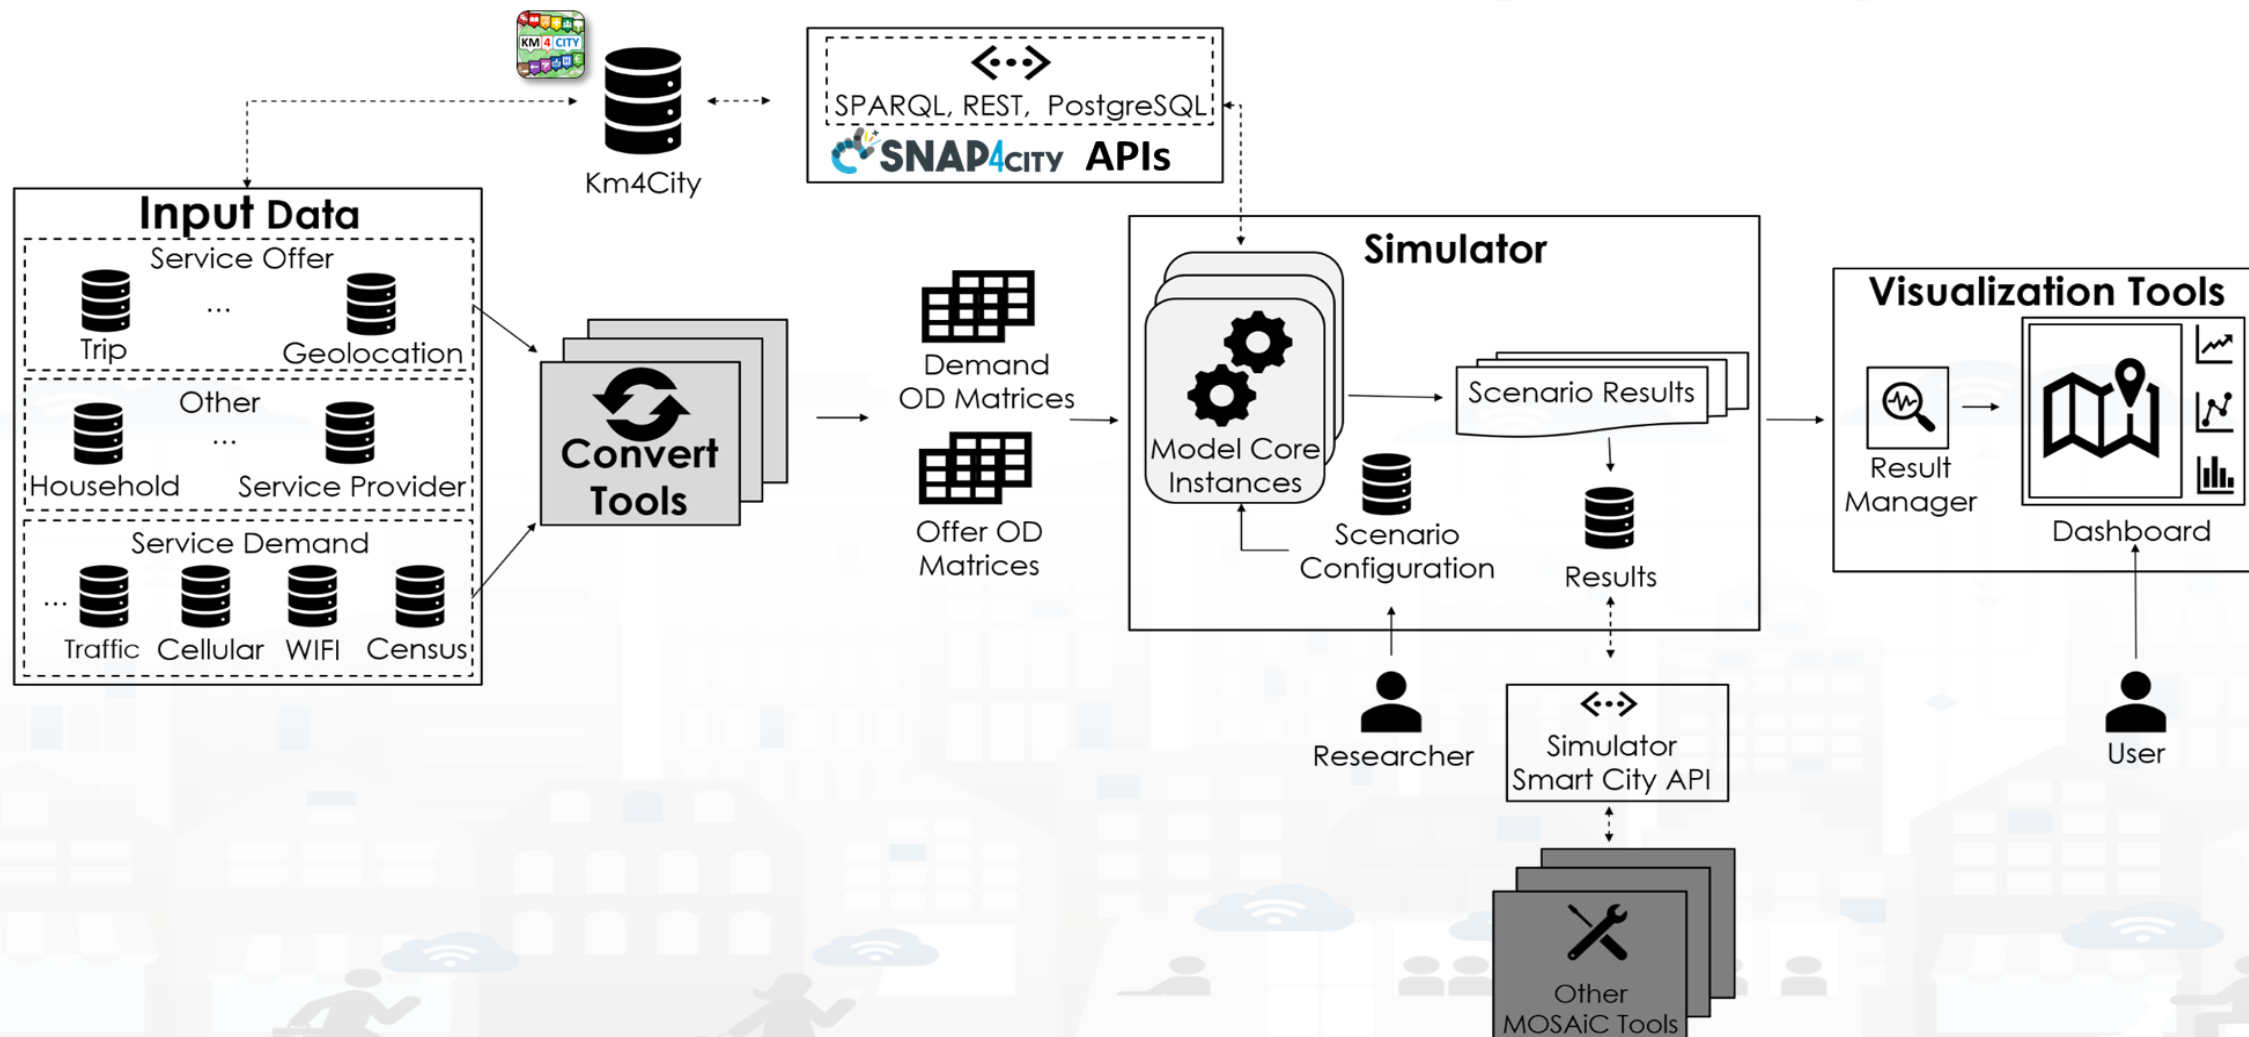 KM 4 CITY
Km4City
SPARQL, REST, PostgreSQL
SNAP4CITY APIs
Input Data
Service Offer
...
Trip
Geolocation
Other
...
Household
Service Provider
Service Demand
...
Traffic
Cellular
WIFI
Census
Convert
Tools
Demand
OD Matrices
Offer OD
Matrices
Simulator
Model Core
Instances
Scenario Results
Scenario
Configuration
Results
Researcher
Simulator
Smart City API
Other
MOSAiC Tools
Visualization Tools
Result
Manager
Dashboard
User